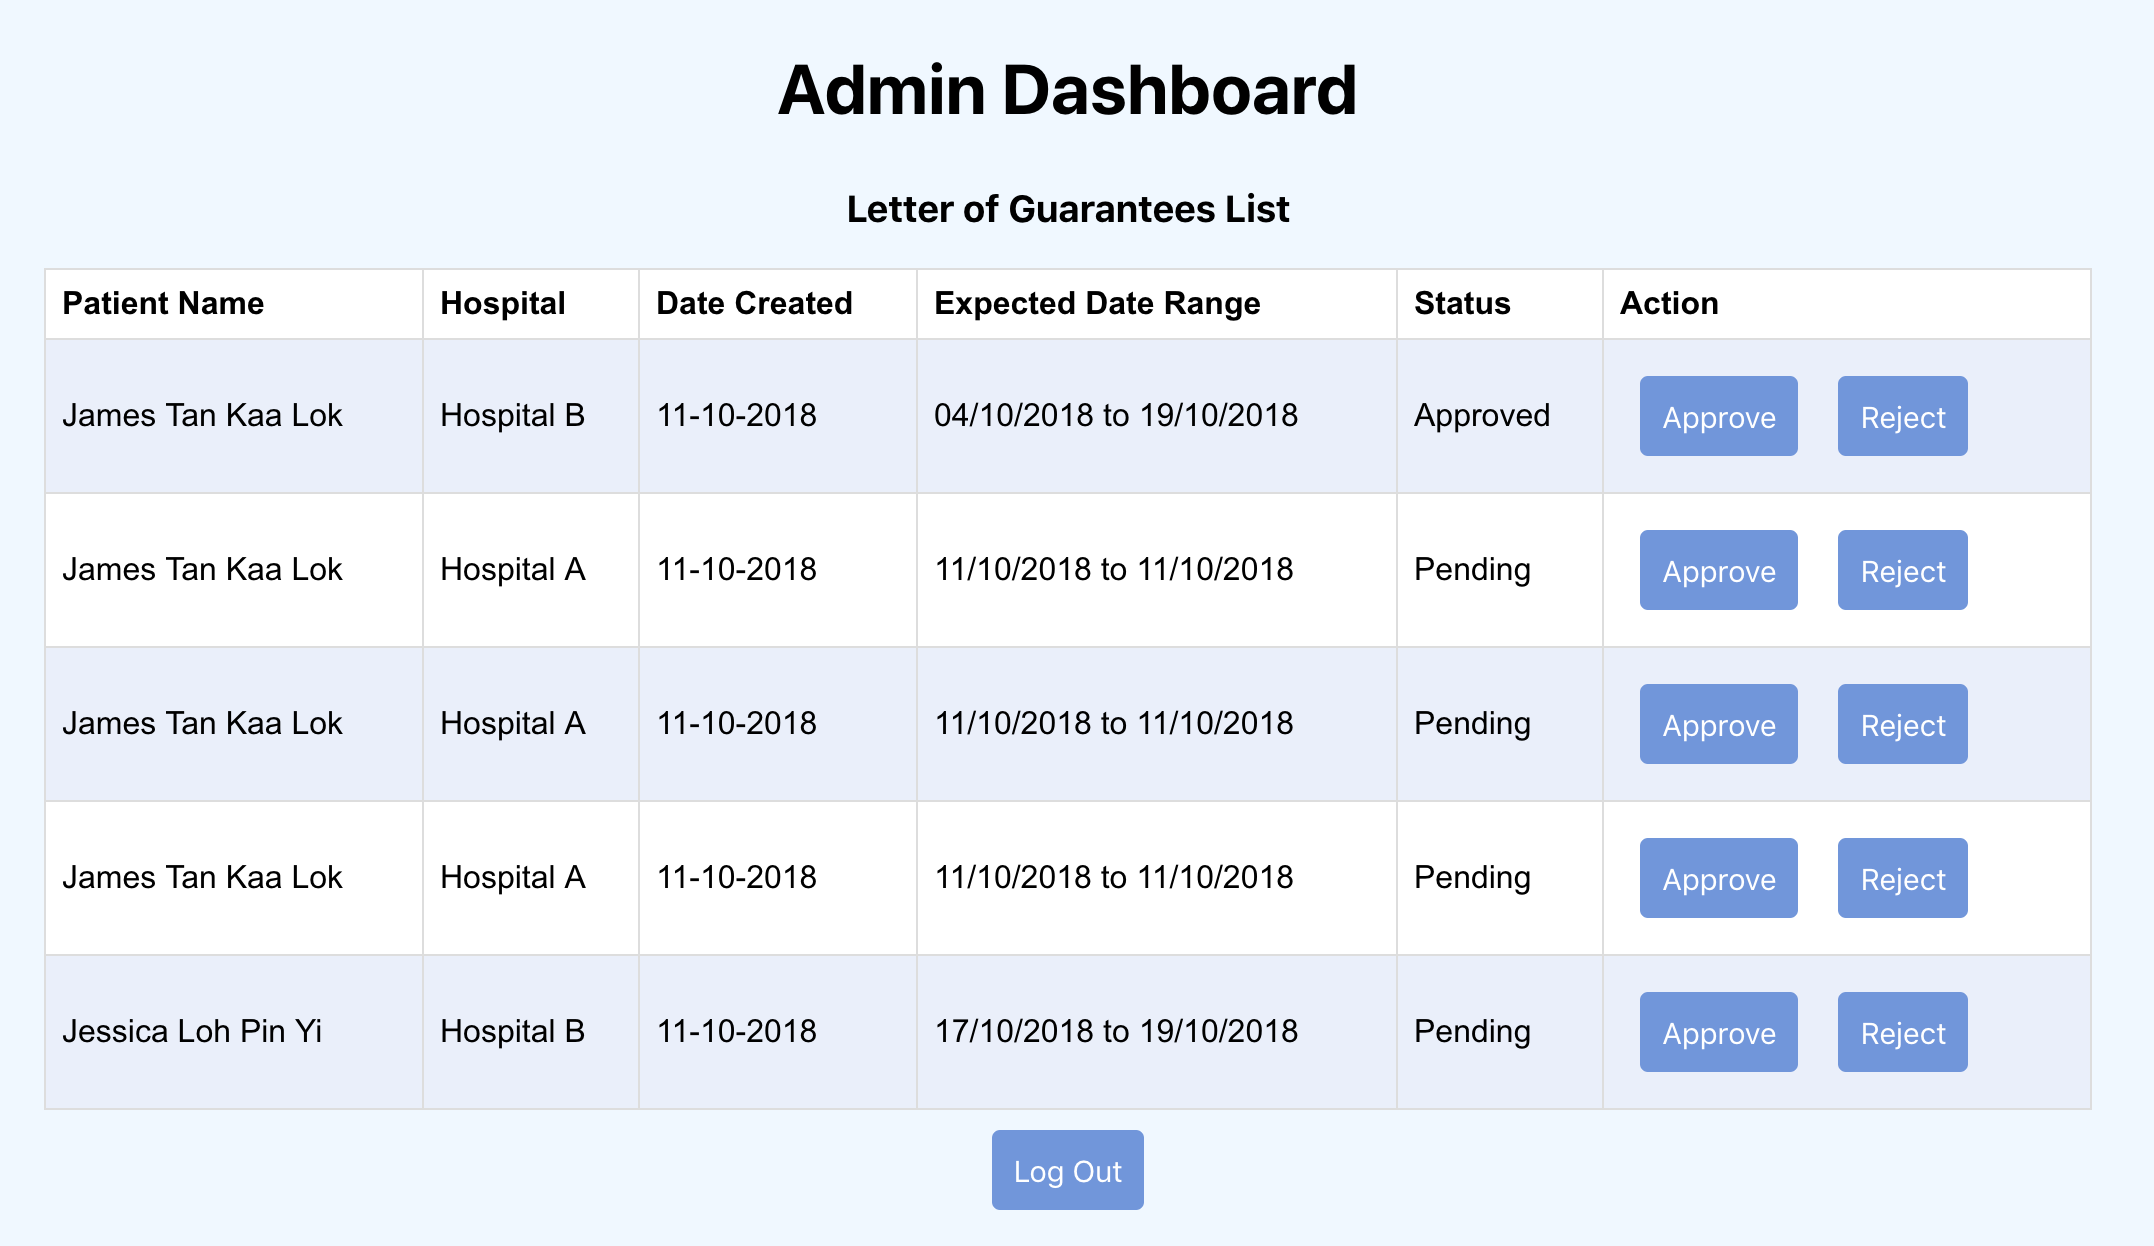 Admin Dashboard
Letter of Guarantees List
Patient Name Hospital Date Created Expected Date Range Status Action
James Tan Kaa Lok Hospital B 11-10-2018 04/10/2018 to 19/10/2018 Approved Approve Reject
James Tan Kaa Lok Hospital A 11-10-2018 11/10/2018 to 11/10/2018 Pending Approve Reject
James Tan Kaa Lok Hospital A 11-10-2018 11/10/2018 to 11/10/2018 Pending Approve Reject
James Tan Kaa Lok Hospital A 11-10-2018 11/10/2018 to 11/10/2018 Pending Approve Reject
Jessica Loh Pin Yi Hospital B 11-10-2018 17/10/2018 to 19/10/2018 Pending Approve Reject
Log Out